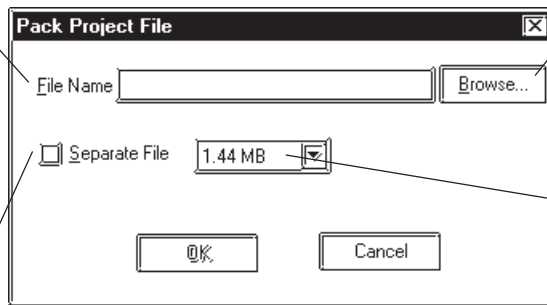 Pack Project File
File Name
Browse...
Separate File
1.44 MB
OK
Cancel